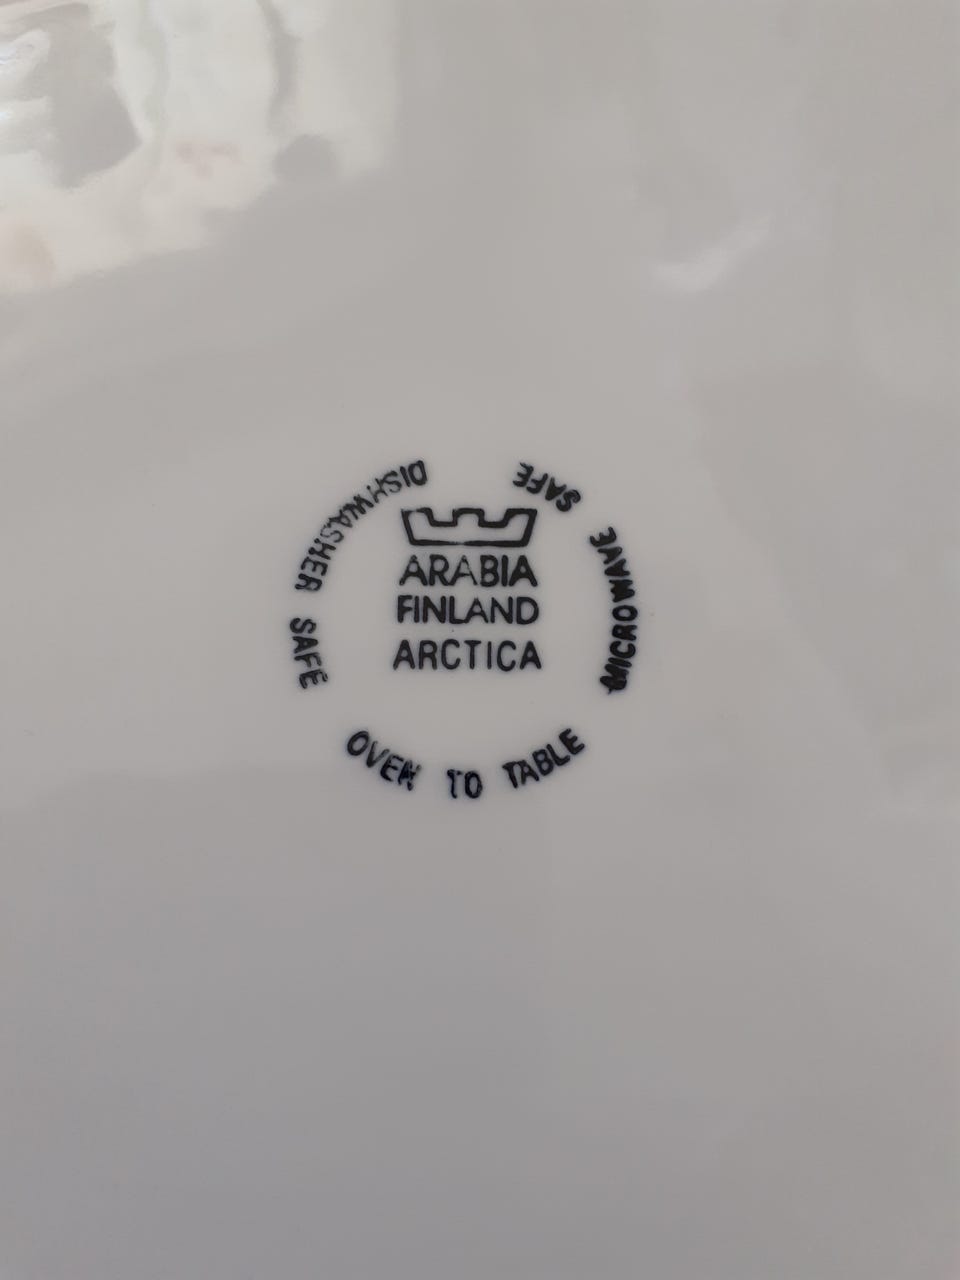 ARABIA
FINLAND
ARCTICA
DISHWASHER SAFE
OVEN TO TABLE
MICROWAVE SAFE